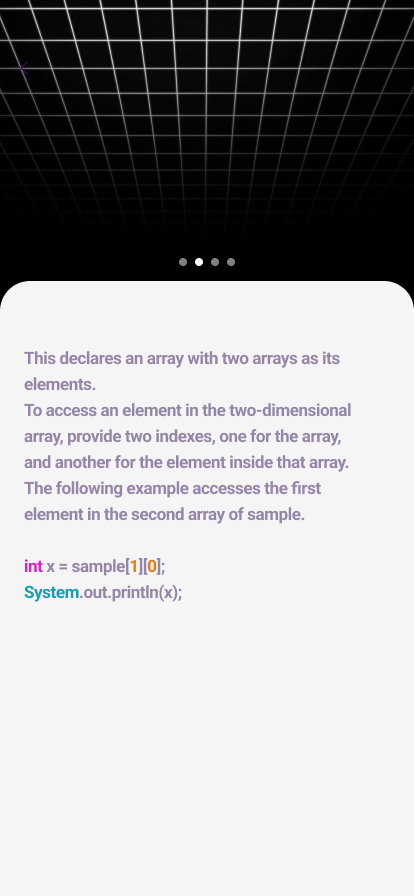 This declares an array with two arrays as its
elements.
To access an element in the two-dimensional
array, provide two indexes, one for the array,
and another for the element inside that array.
The following example accesses the first
element in the second array of sample.
int x = sample[1][0];
System.out.println(x);